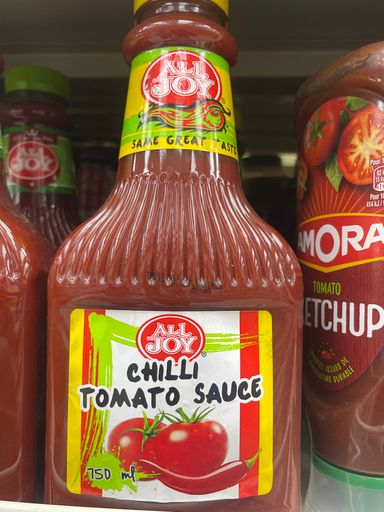 ALL
JOY
SAME GREAT TASTE
ALL
JOY
ALL
JOY
®
CHILLI
TOMATO SAUCE
750 ml
AMORA
TOMATO
KETCHUP